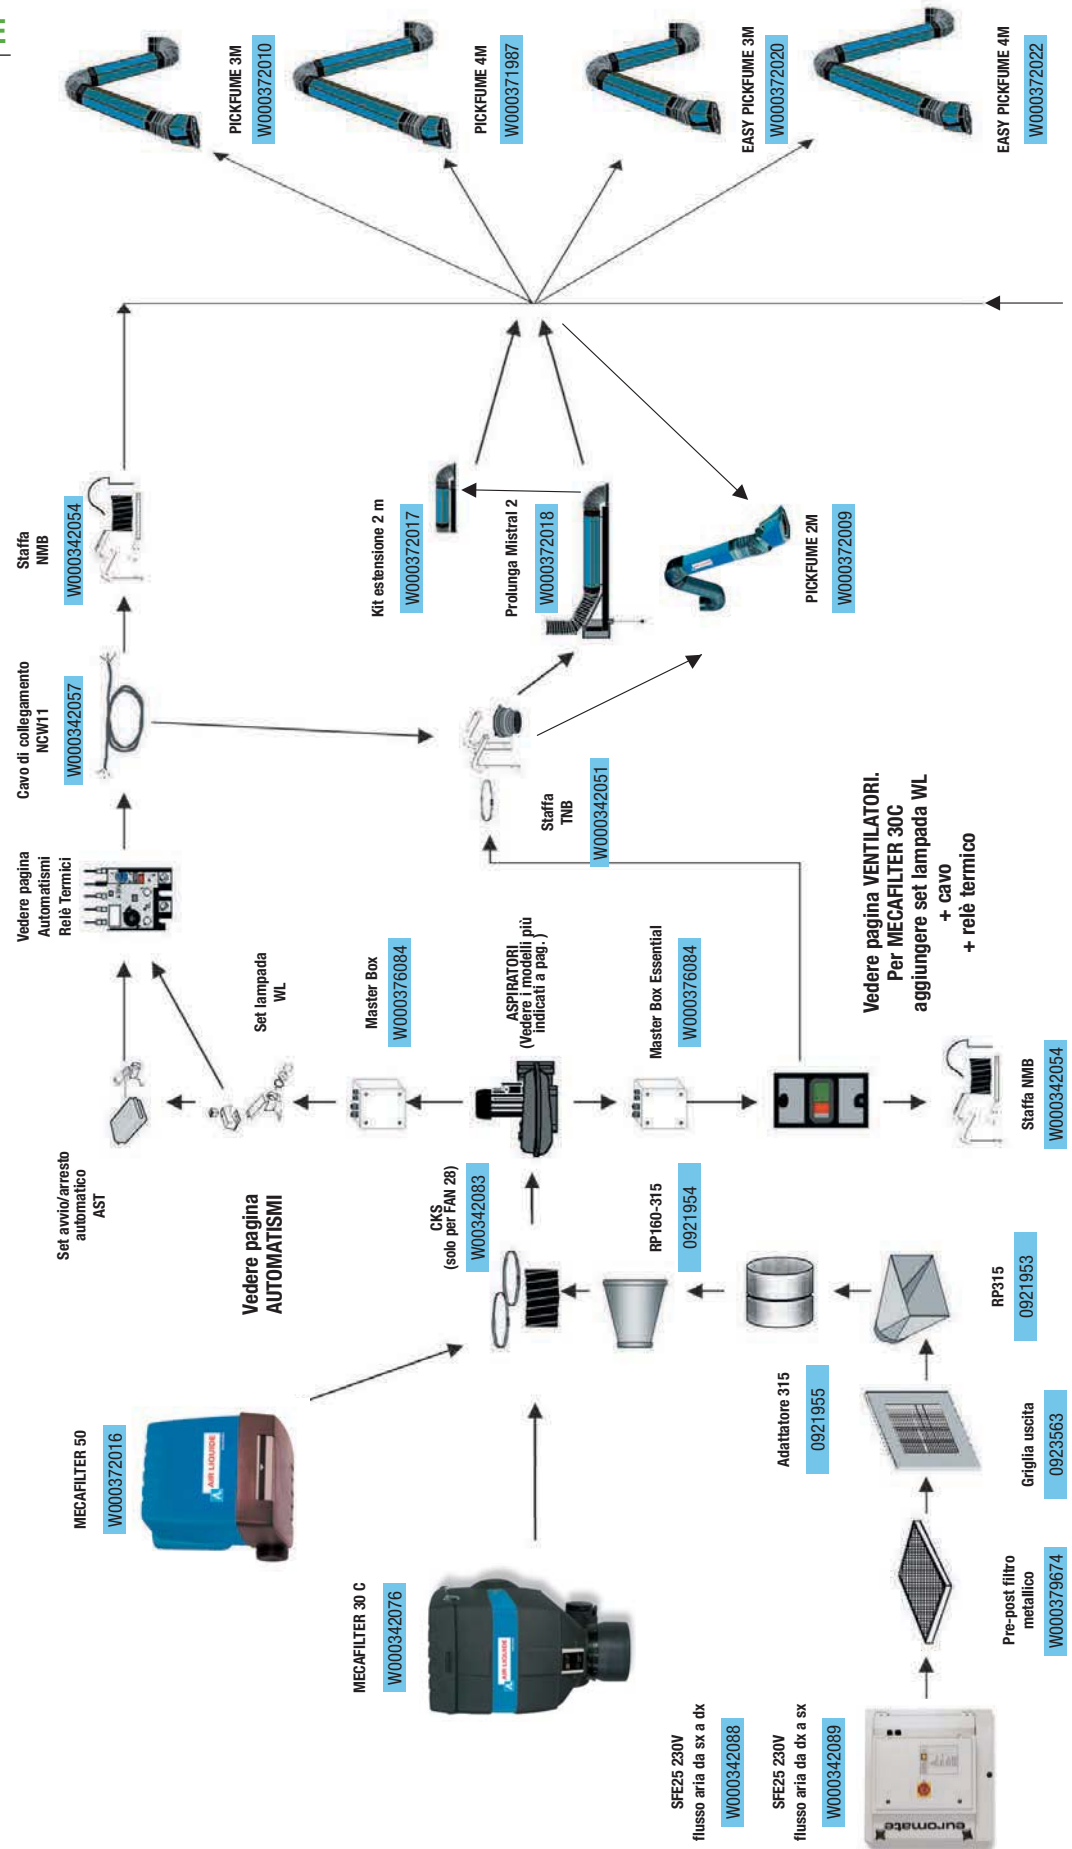 MECAFILTER 50
W000372016
AIR LIQUIDE
MECAFILTER 30 C
W000342076
AIR LIQUIDE
SFE25 230V
flusso aria da sx a dx
W000342088
SFE25 230V
flusso aria da dx a sx
W000342089
euromate
Pre-post filtro
metallico
W000379674
Griglia uscita
0923563
RP315
0921953
Adattatore 315
0921955
RP160-315
0921954
CKS
(solo per FAN 28)
W00342083
Vedere pagina
AUTOMATISMI
Set avvio/arresto
automatico
AST
Set lampada
WL
Master Box
W000376084
ASPIRATORI
(Vedere i modelli più
indicati a pag. )
Master Box Essential
W000376084
Staffa NMB
W000342054
Vedere pagina VENTILATORI.
Per MECAFILTER 30C
aggiungere set lampada WL
+ cavo
+ relè termico
Vedere pagina
Automatismi
Relè Termici
Cavo di collegamento
NCW11
W000342057
Staffa
NMB
W000342054
Staffa
TNB
W000342051
Kit estensione 2 m
W000372017
Prolunga Mistral 2
W000372018
PICKFUME 2M
W000372009
PICKFUME 3M
W000372010
PICKFUME 4M
W000371987
EASY PICKFUME 3M
W000372020
EASY PICKFUME 4M
W000372022